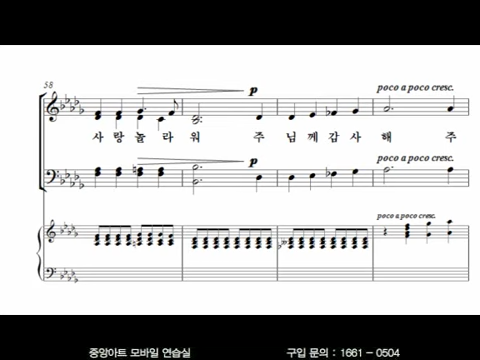 58
p
poco a poco cresc.
사랑놀라워 주님께감사해 주
p
poco a poco cresc.
poco a poco cresc.
중앙아트 모바일 연습실 구입 문의 : 1661 - 0504